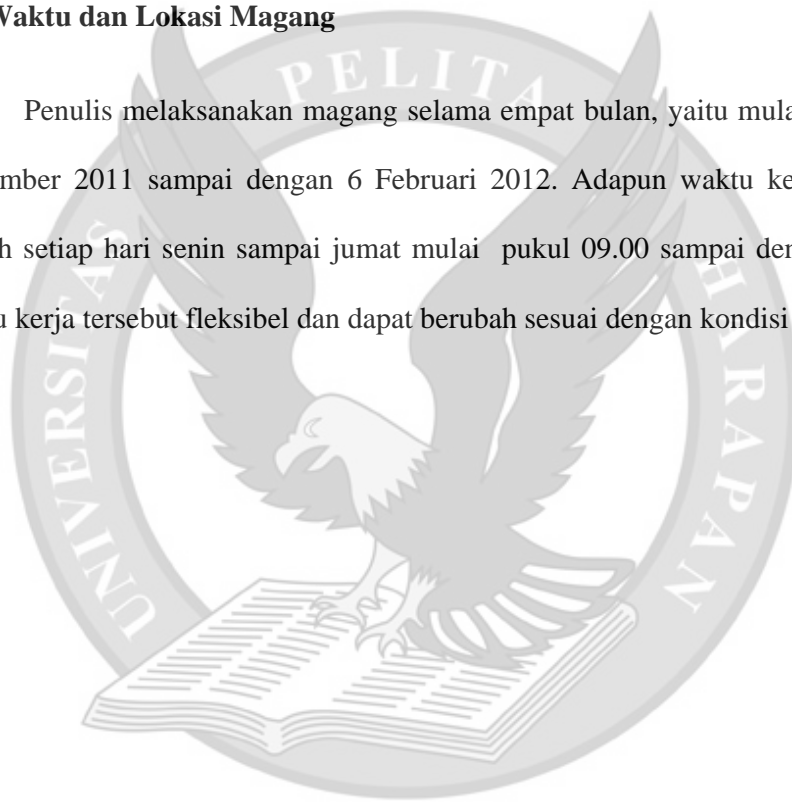 Waktu dan Lokasi Magang
Penulis melaksanakan magang selama empat bulan, yaitu mula
mber 2011 sampai dengan 6 Februari 2012. Adapun waktu ke
h setiap hari senin sampai jumat mulai pukul 09.00 sampai den
u kerja tersebut fleksibel dan dapat berubah sesuai dengan kondisi
UNIVERSITAS PELITA HARAPAN